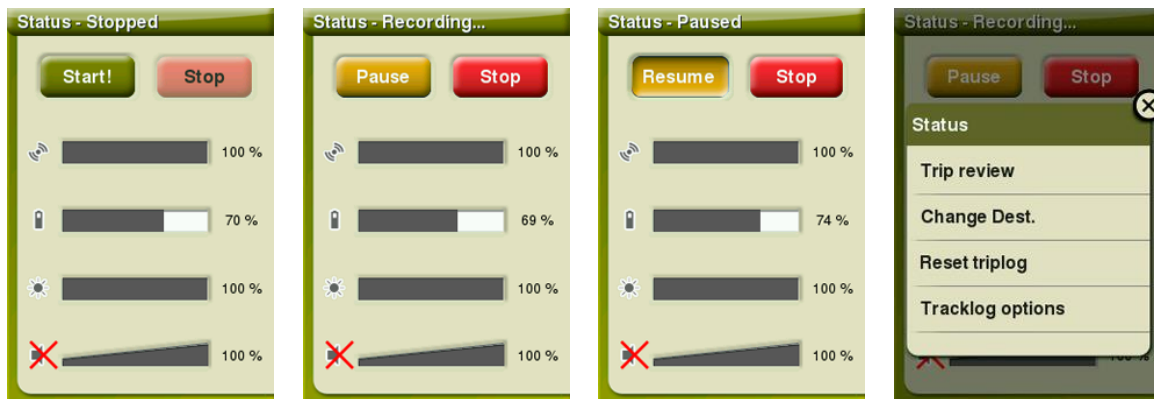 Status - Stopped
Start! Stop
100 %
70 %
100 %
100 %
Status - Recording...
Pause Stop
100 %
69 %
100 %
100 %
Status - Paused
Resume Stop
100 %
74 %
100 %
100 %
Status - Recording...
Pause Stop
Status
Trip review
Change Dest.
Reset triplog
Tracklog options